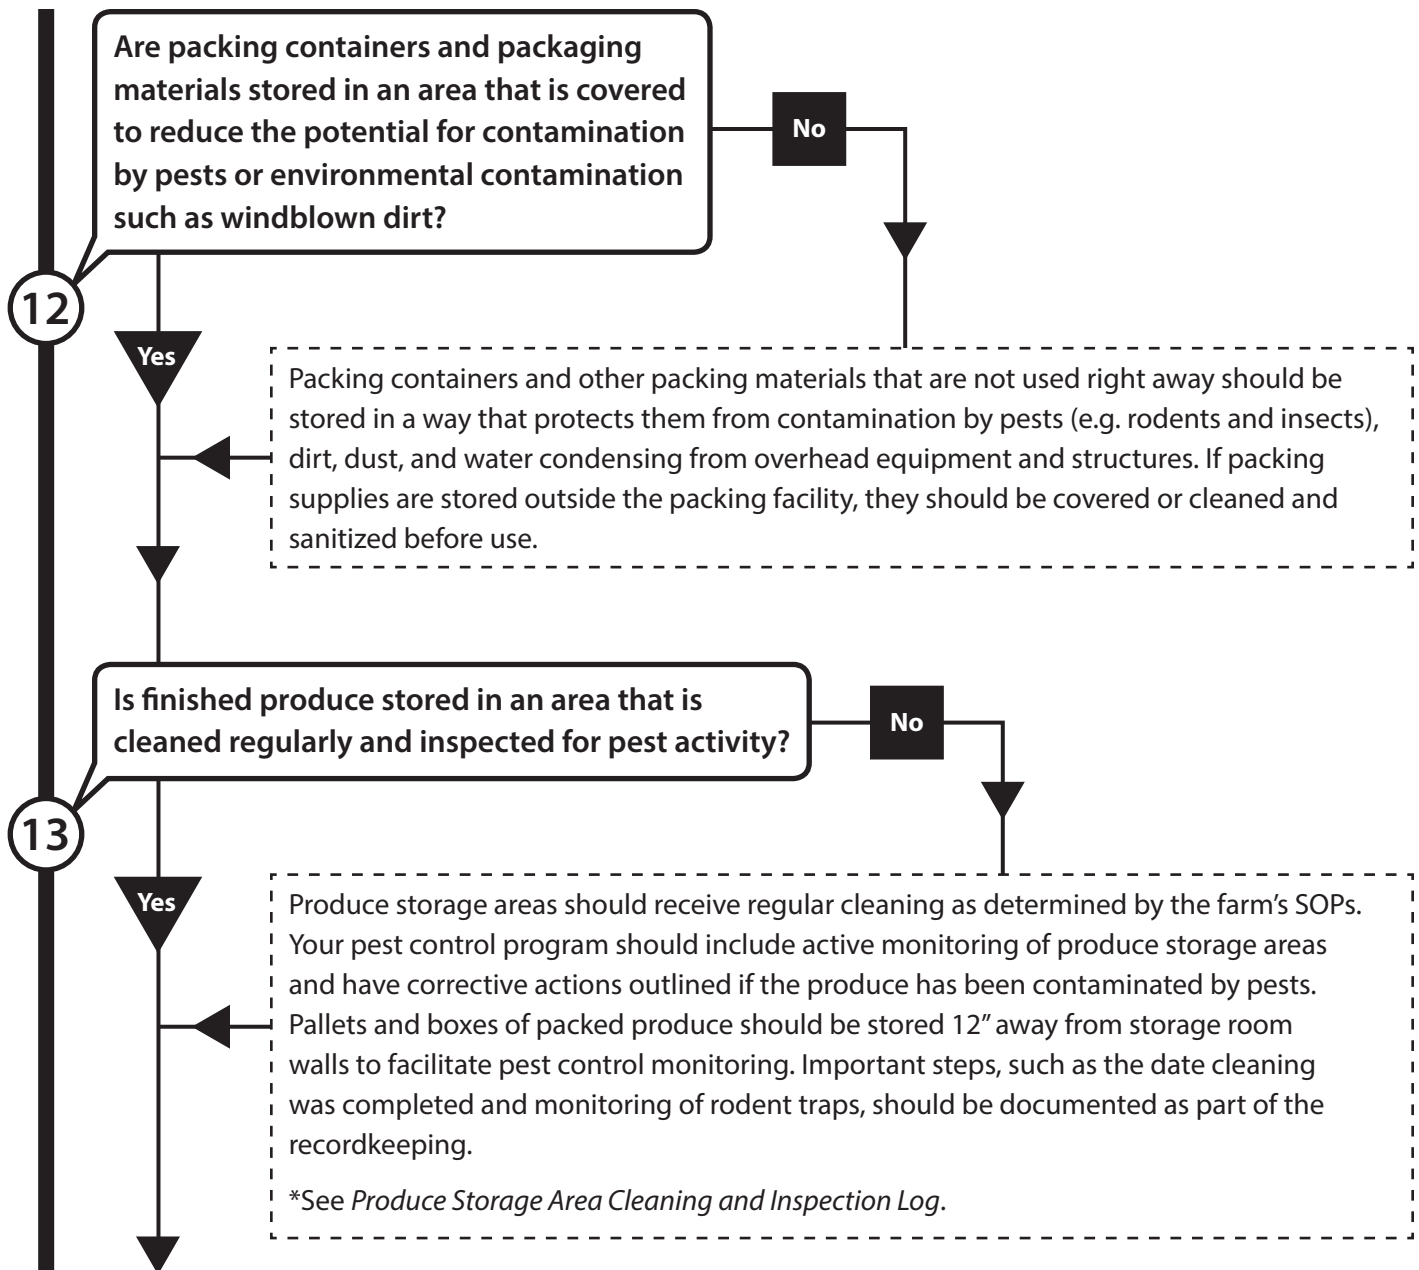 Are packing containers and packaging
materials stored in an area that is covered
to reduce the potential for contamination
by pests or environmental contamination
such as windblown dirt?
No
12
Yes
Packing containers and other packing materials that are not used right away should be
stored in a way that protects them from contamination by pests (e.g. rodents and insects),
dirt, dust, and water condensing from overhead equipment and structures. If packing
supplies are stored outside the packing facility, they should be covered or cleaned and
sanitized before use.
Is finished produce stored in an area that is
cleaned regularly and inspected for pest activity?
No
13
Yes
Produce storage areas should receive regular cleaning as determined by the farm’s SOPs.
Your pest control program should include active monitoring of produce storage areas
and have corrective actions outlined if the produce has been contaminated by pests.
Pallets and boxes of packed produce should be stored 12” away from storage room
walls to facilitate pest control monitoring. Important steps, such as the date cleaning
was completed and monitoring of rodent traps, should be documented as part of the
recordkeeping.
*See Produce Storage Area Cleaning and Inspection Log.